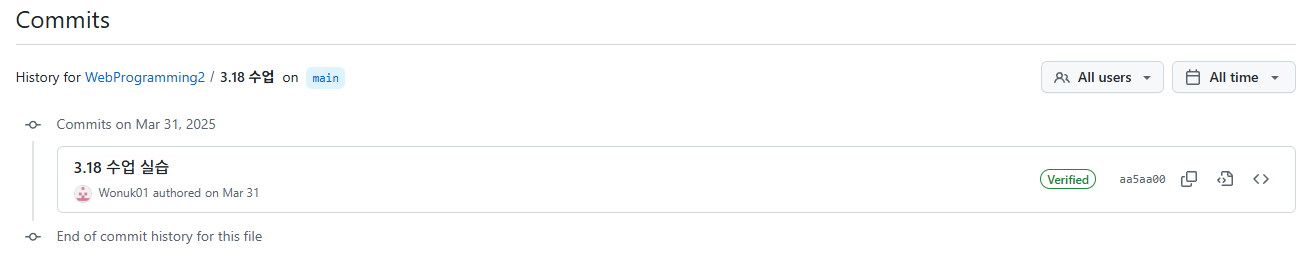 Commits
History for WebProgramming2 / 3.18 수업 on main
All users
All time
Commits on Mar 31, 2025
3.18 수업 실습
Wonuk01 authored on Mar 31
Verified
aa5aa00
End of commit history for this file